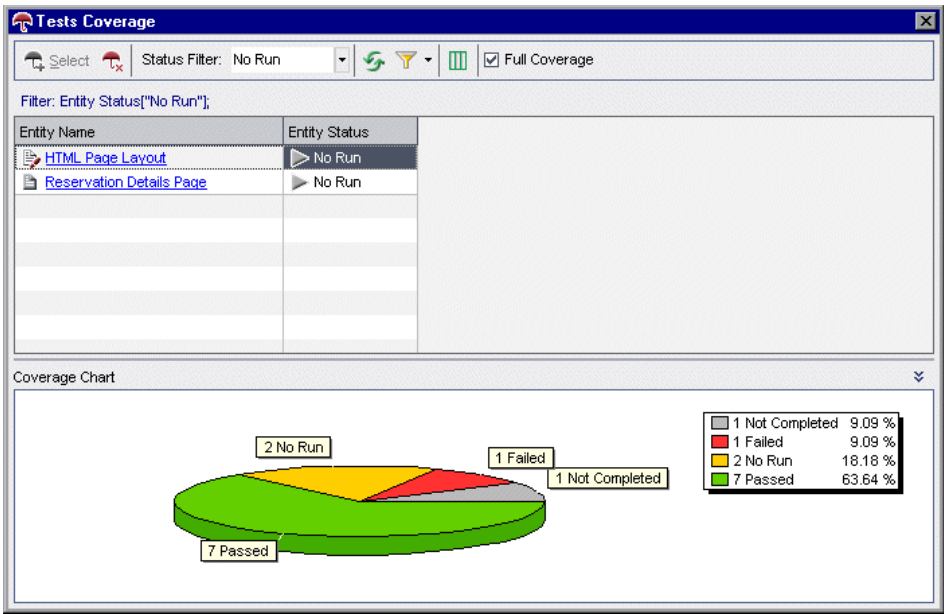 Tests Coverage
Select Status Filter: No Run Full Coverage
Filter: Entity Status["No Run"];
Entity Name Entity Status
HTML Page Layout No Run
Reservation Details Page No Run
Coverage Chart
1 Not Completed 9.09 %
1 Failed 9.09 %
2 No Run 18.18 %
7 Passed 63.64 %
2 No Run
1 Failed
1 Not Completed
7 Passed